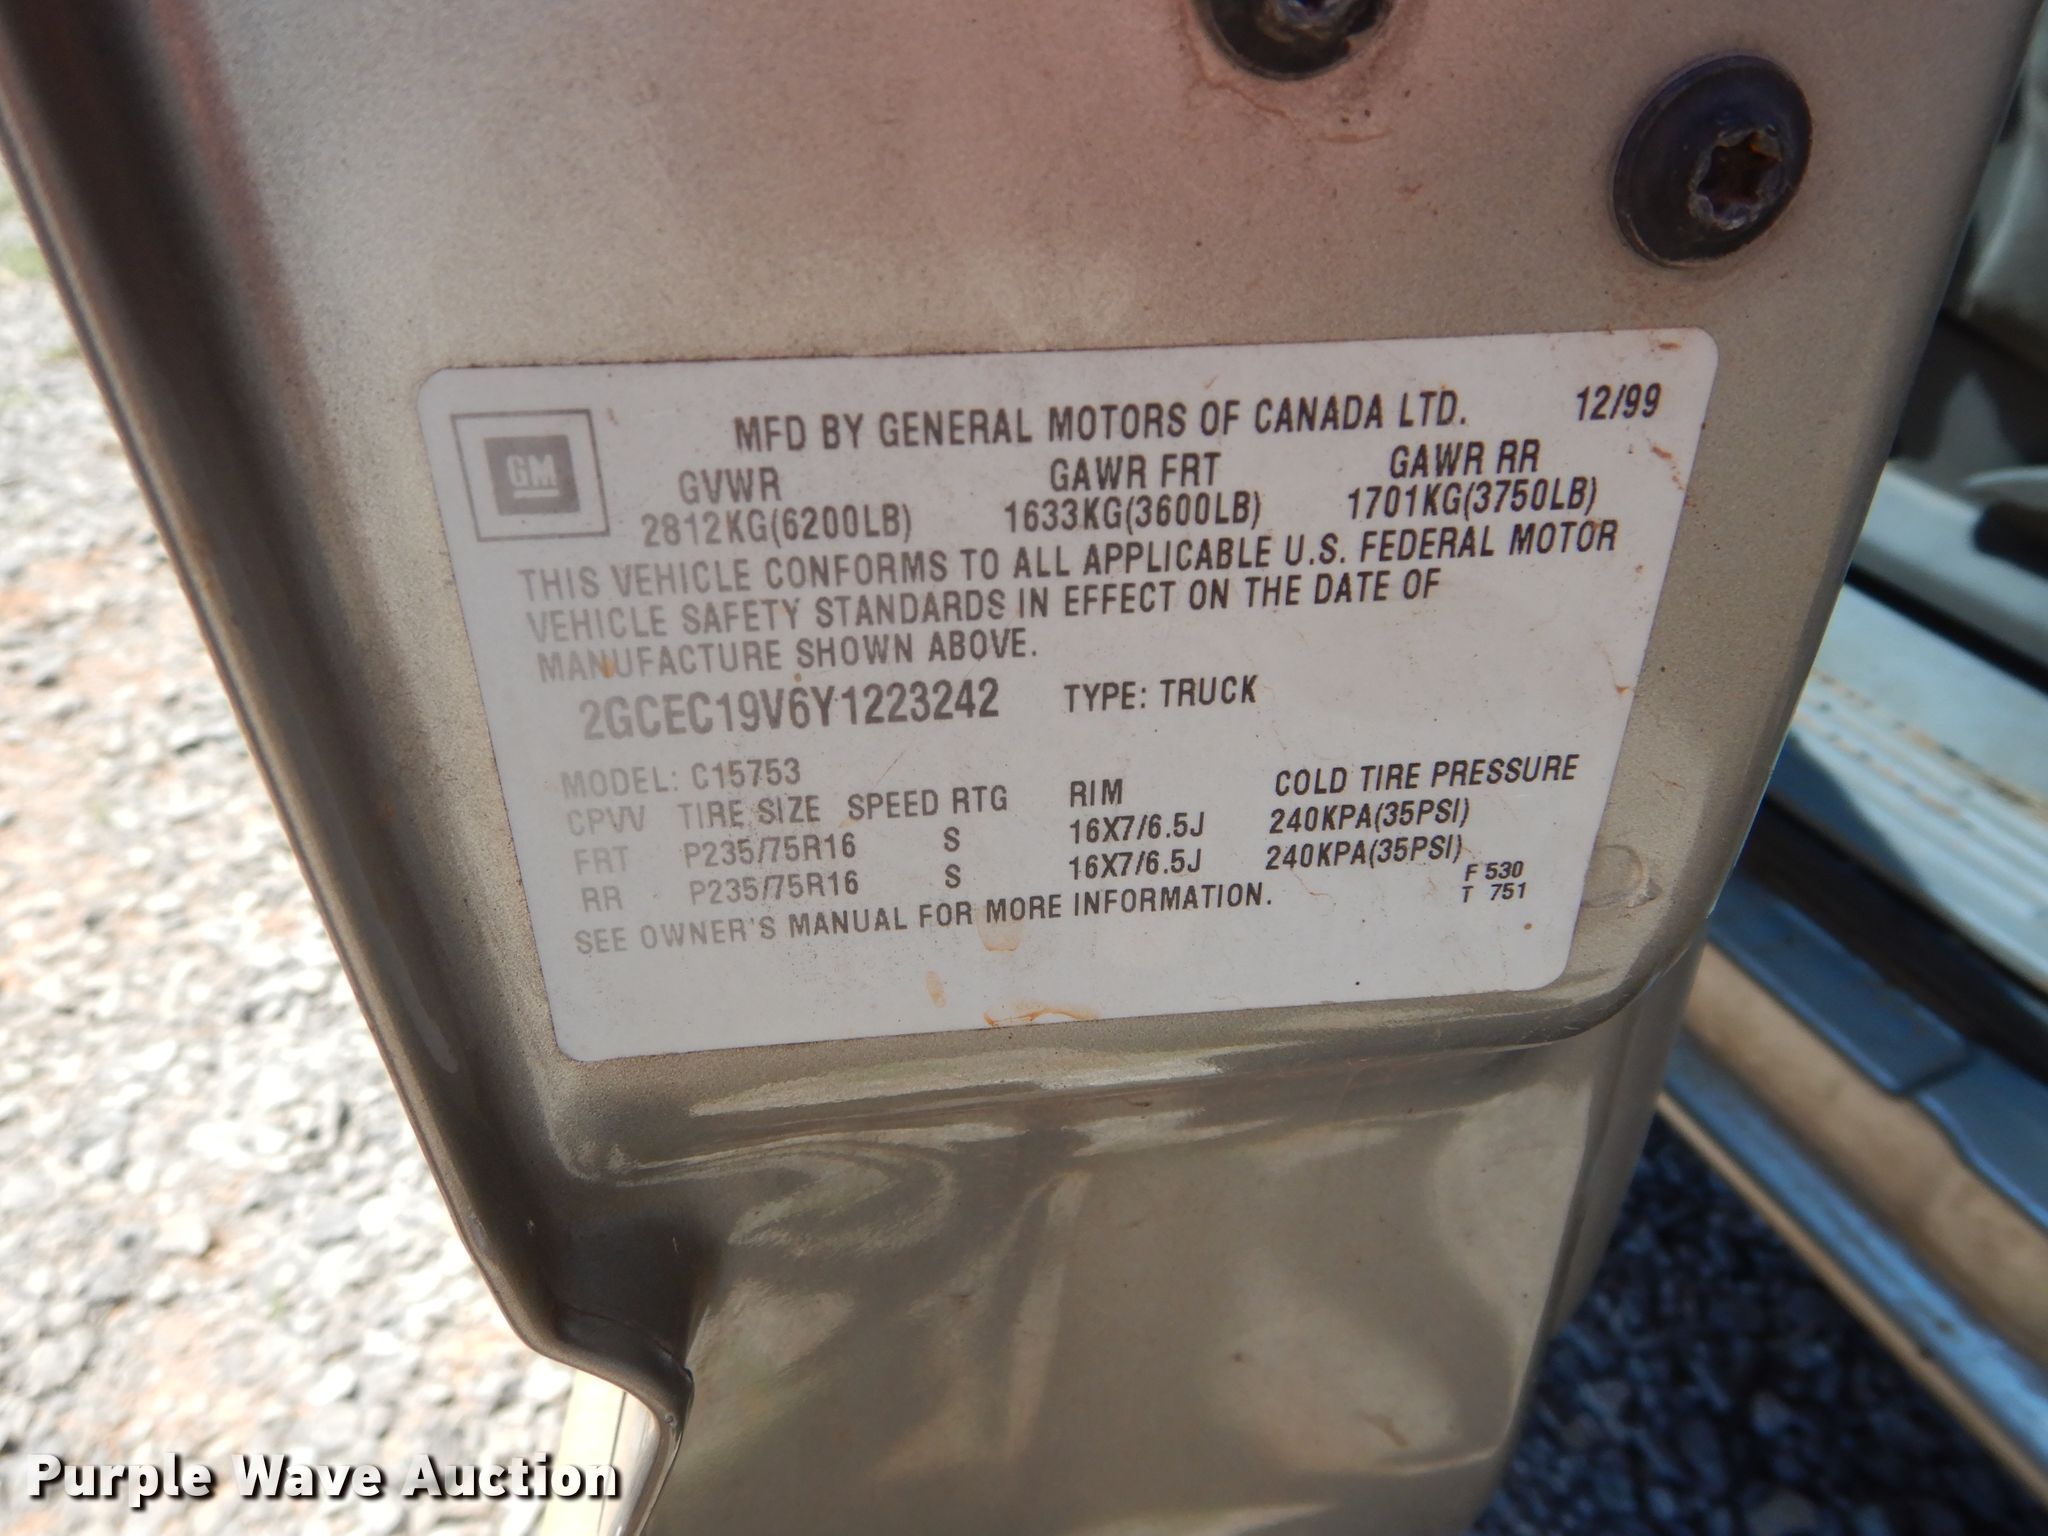 MFD BY GENERAL MOTORS OF CANADA LTD. 12/99
GM
GVWR GAWR FRT GAWR RR
2812KG(6200LB) 1633KG(3600LB) 1701KG(3750LB)
THIS VEHICLE CONFORMS TO ALL APPLICABLE U.S. FEDERAL MOTOR
VEHICLE SAFETY STANDARDS IN EFFECT ON THE DATE OF
MANUFACTURE SHOWN ABOVE.
2GCEC19V6Y1223242 TYPE: TRUCK
MODEL: C15753
CPVV TIRE SIZE SPEED RTG RIM COLD TIRE PRESSURE
FRT P235/75R16 S 16X7/6.5J 240KPA(35PSI)
RR P235/75R16 S 16X7/6.5J 240KPA(35PSI)
SEE OWNER'S MANUAL FOR MORE INFORMATION.
F 530
T 751
Purple Wave Auction